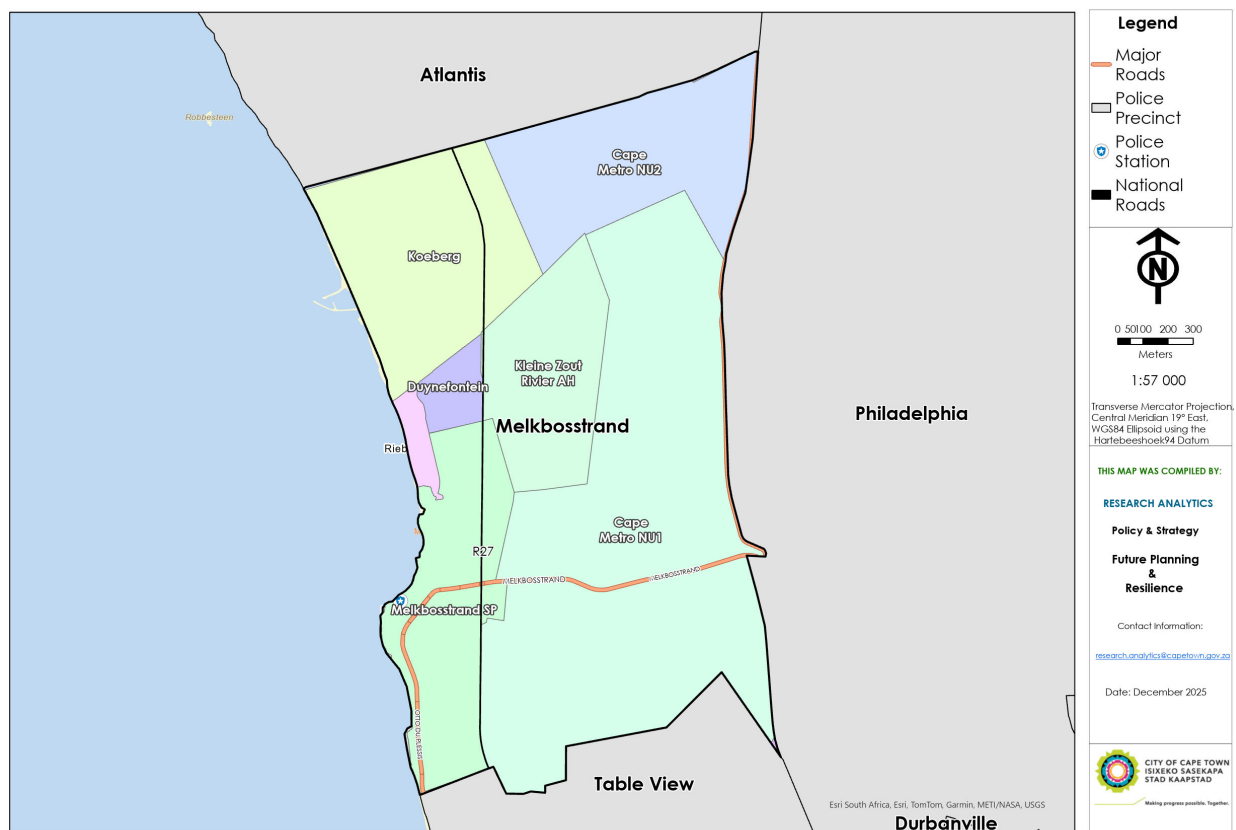 Atlantis
Robbesteen
Cape
Metro NU2
Koeberg
Kleine Zout
Rivier AH
Duynefontein
Melkbosstrand
Philadelphia
Rieb
Cape
Metro NU1
R27
MELKBOSSTRAND
MELKBOSSTRAND
Melkbosstrand SP
OTTO DU PLESSIS
Table View
Esri South Africa, Esri, TomTom, Garmin, METI/NASA, USGS
Durbanville
Legend
Major
Roads
Police
Precinct
Police
Station
National
Roads
N
0 50100 200 300
Meters
1:57 000
Transverse Mercator Projection,
Central Meridian 19° East,
WGS84 Ellipsoid using the
Hartebeeshoek94 Datum
THIS MAP WAS COMPILED BY:
RESEARCH ANALYTICS
Policy & Strategy
Future Planning
&
Resilience
Contact Information:
research.analytics@capetown.gov.za
Date: December 2025
CITY OF CAPE TOWN
ISIXEKO SASEKAPA
STAD KAAPSTAD
Making progress possible. Together.